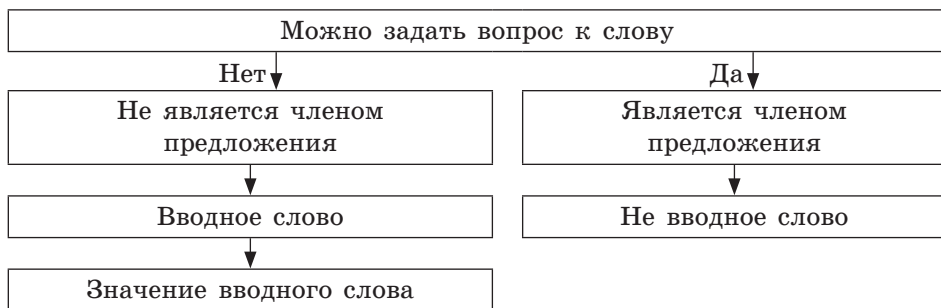 Можно задать вопрос к слову
Нет
Да
Не является членом
предложения
Является членом
предложения
Вводное слово
Не вводное слово
Значение вводного слова